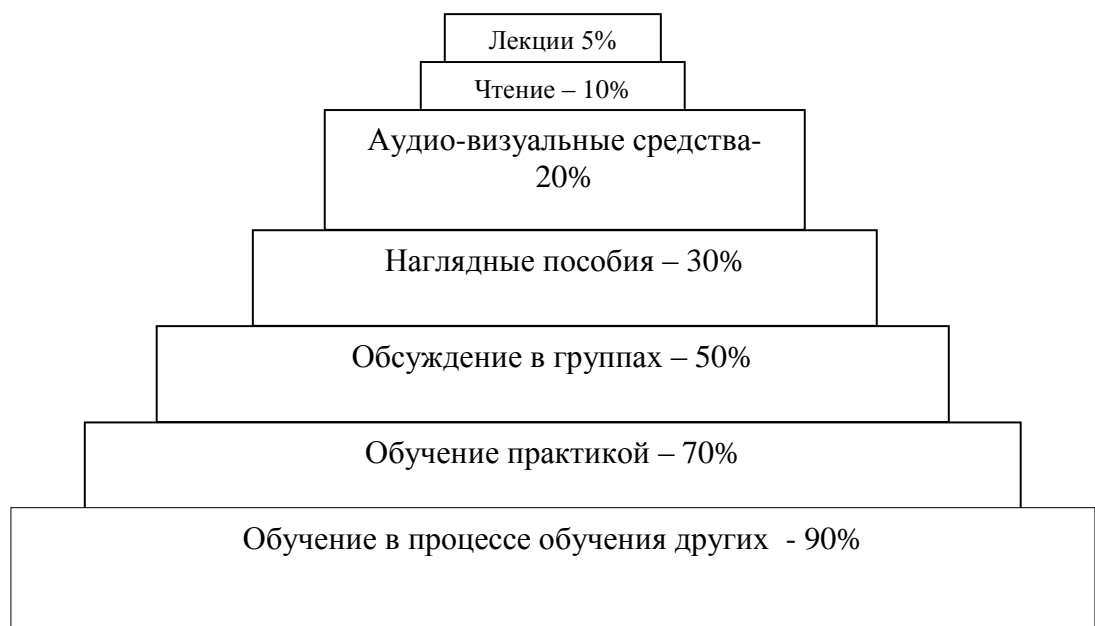 Лекции 5%
Чтение – 10%
Аудио-визуальные средства-
20%
Наглядные пособия – 30%
Обсуждение в группах – 50%
Обучение практикой – 70%
Обучение в процессе обучения других - 90%